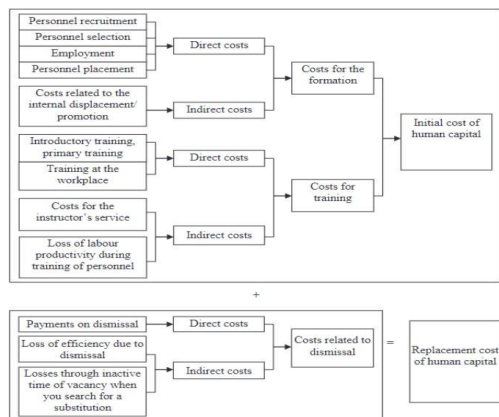 Personnel recruitment
Personnel selection
Employment
Personnel placement
Direct costs
Costs related to the
internal displacement/
promotion
Indirect costs
Costs for the
formation
Introductory training,
primary training
Training at the
workplace
Direct costs
Costs for the
instructor's service
Loss of labour
productivity during
training of personnel
Indirect costs
Costs for
training
Initial cost of
human capital
+
Payments on dismissal
Direct costs
Loss of efficiency due to
dismissal
Losses through inactive
time of vacancy when
you search for a
substitution
Indirect costs
Costs related to
dismissal
=
Replacement cost
of human capital